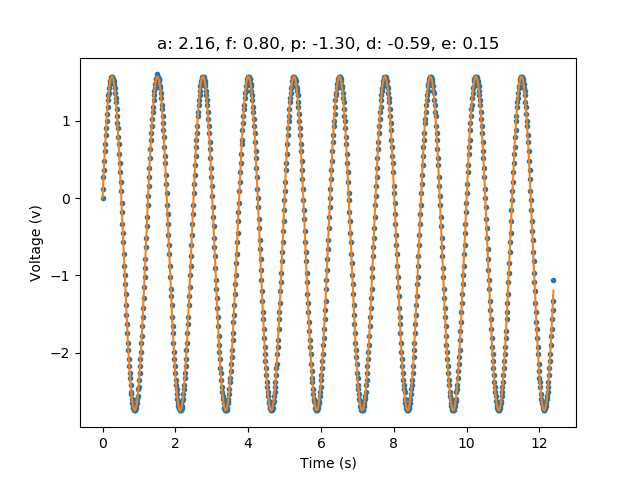 a: 2.16, f: 0.80, p: -1.30, d: -0.59, e: 0.15
1
0
−1
−2
Voltage (v)
0 2 4 6 8 10 12
Time (s)